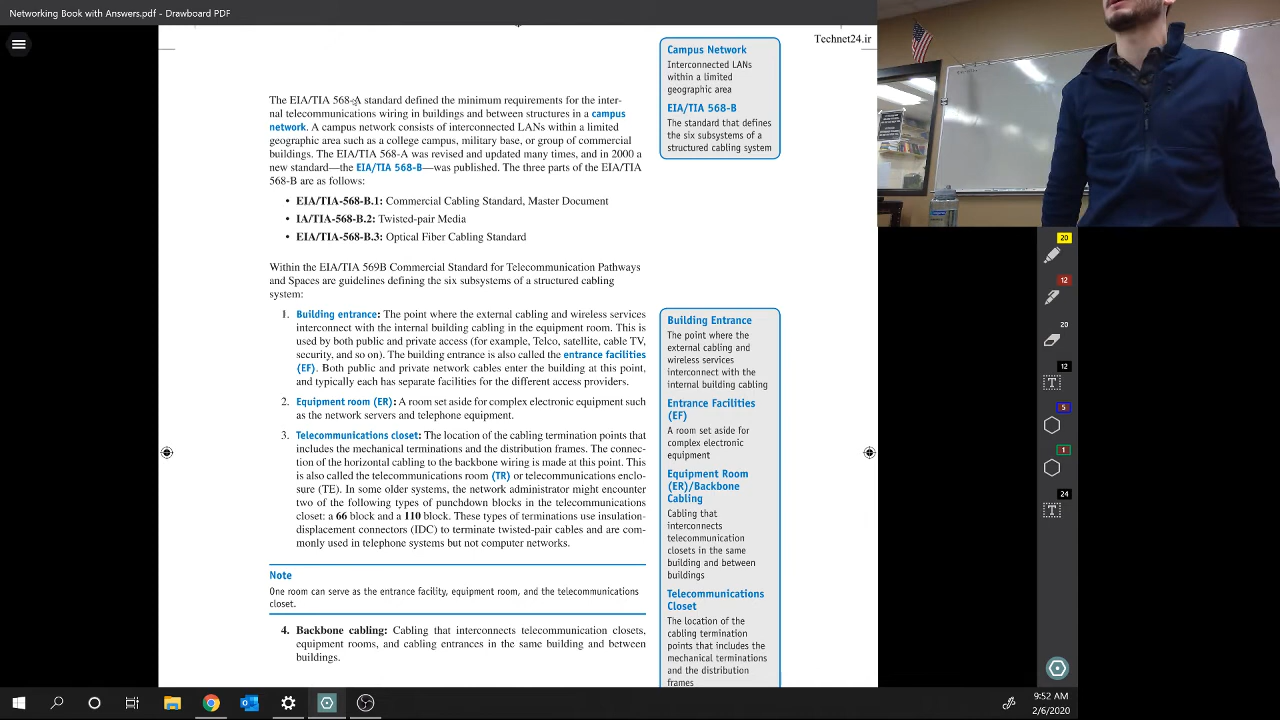 Networking Book with Answers.pdf - Drawboard PDF
Technet24.ir
The EIA/TIA 568-A standard defined the minimum requirements for the inter-
nal telecommunications wiring in buildings and between structures in a campus
network. A campus network consists of interconnected LANs within a limited
geographic area such as a college campus, military base, or group of commercial
buildings. The EIA/TIA 568-A was revised and updated many times, and in 2000 a
new standard—the EIA/TIA 568-B—was published. The three parts of the EIA/TIA
568-B are as follows:
• EIA/TIA-568-B.1: Commercial Cabling Standard, Master Document
• IA/TIA-568-B.2: Twisted-pair Media
• EIA/TIA-568-B.3: Optical Fiber Cabling Standard
Within the EIA/TIA 569B Commercial Standard for Telecommunication Pathways
and Spaces are guidelines defining the six subsystems of a structured cabling
system:
1. Building entrance: The point where the external cabling and wireless services
interconnect with the internal building cabling in the equipment room. This is
used by both public and private access (for example, Telco, satellite, cable TV,
security, and so on). The building entrance is also called the entrance facilities
(EF). Both public and private network cables enter the building at this point,
and typically each has separate facilities for the different access providers.
2. Equipment room (ER): A room set aside for complex electronic equipment such
as the network servers and telephone equipment.
3. Telecommunications closet: The location of the cabling termination points that
includes the mechanical terminations and the distribution frames. The connec-
tion of the horizontal cabling to the backbone wiring is made at this point. This
is also called the telecommunications room (TR) or telecommunications enclo-
sure (TE). In some older systems, the network administrator might encounter
two of the following types of punchdown blocks in the telecommunications
closet: a 66 block and a 110 block. These types of terminations use insulation-
displacement connectors (IDC) to terminate twisted-pair cables and are com-
monly used in telephone systems but not computer networks.
Note
One room can serve as the entrance facility, equipment room, and the telecommunications
closet.
4. Backbone cabling: Cabling that interconnects telecommunication closets,
equipment rooms, and cabling entrances in the same building and between
buildings.
Campus Network
Interconnected LANs
within a limited
geographic area
EIA/TIA 568-B
The standard that defines
the six subsystems of a
structured cabling system
Building Entrance
The point where the
external cabling and
wireless services
interconnect with the
internal building cabling
Entrance Facilities
(EF)
A room set aside for
complex electronic
equipment
Equipment Room
(ER)/Backbone
Cabling
Cabling that
interconnects
telecommunication
closets in the same
building and between
buildings
Telecommunications
Closet
The location of the
cabling termination
points that includes the
mechanical terminations
and the distribution
frames
20
12
20
12
5
1
24
9:52 AM
2/6/2020